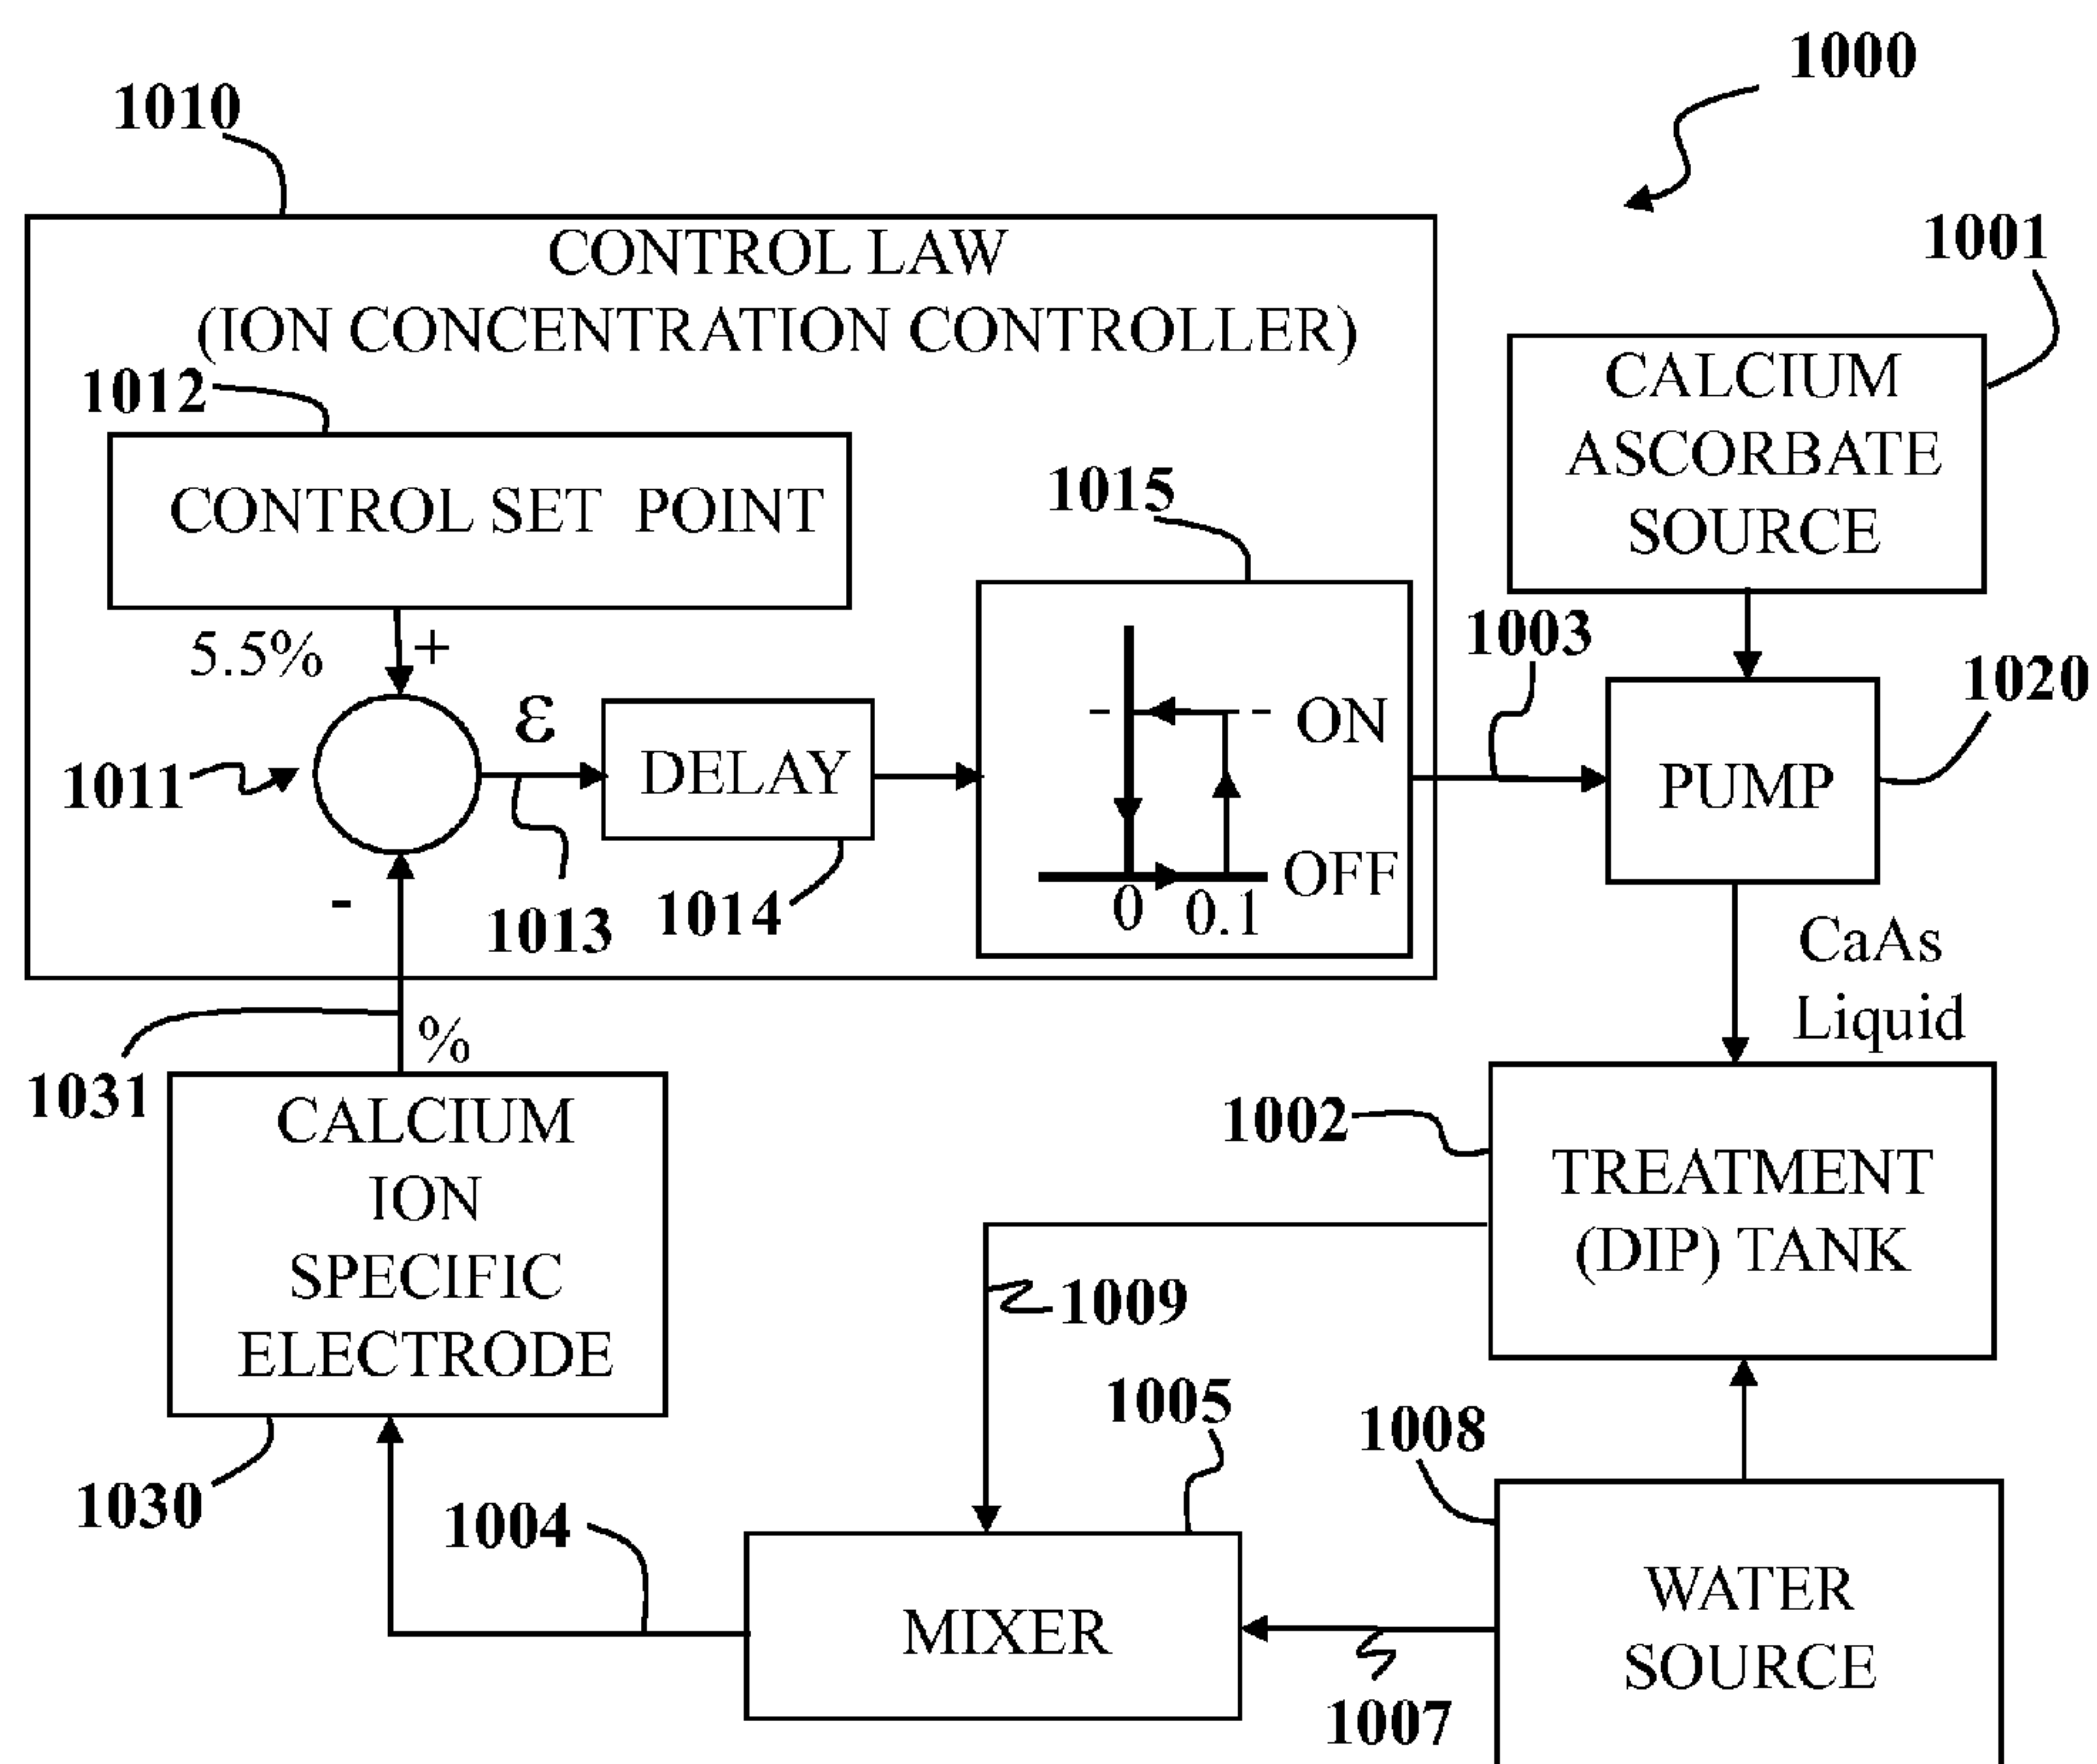 1000
1010
1001
CONTROL LAW
(ION CONCENTRATION CONTROLLER)
1012
CALCIUM
ASCORBATE
SOURCE
CONTROL SET POINT
1015
1003
5.5%
+
1020
ε
1011
DELAY
- - ON
PUMP
OFF
0 0.1
-
1013
1014
CaAs
Liquid
1031
%
CALCIUM
ION
SPECIFIC
ELECTRODE
1002
TREATMENT
(DIP) TANK
1009
1005
1008
1030
1004
MIXER
WATER
SOURCE
1007